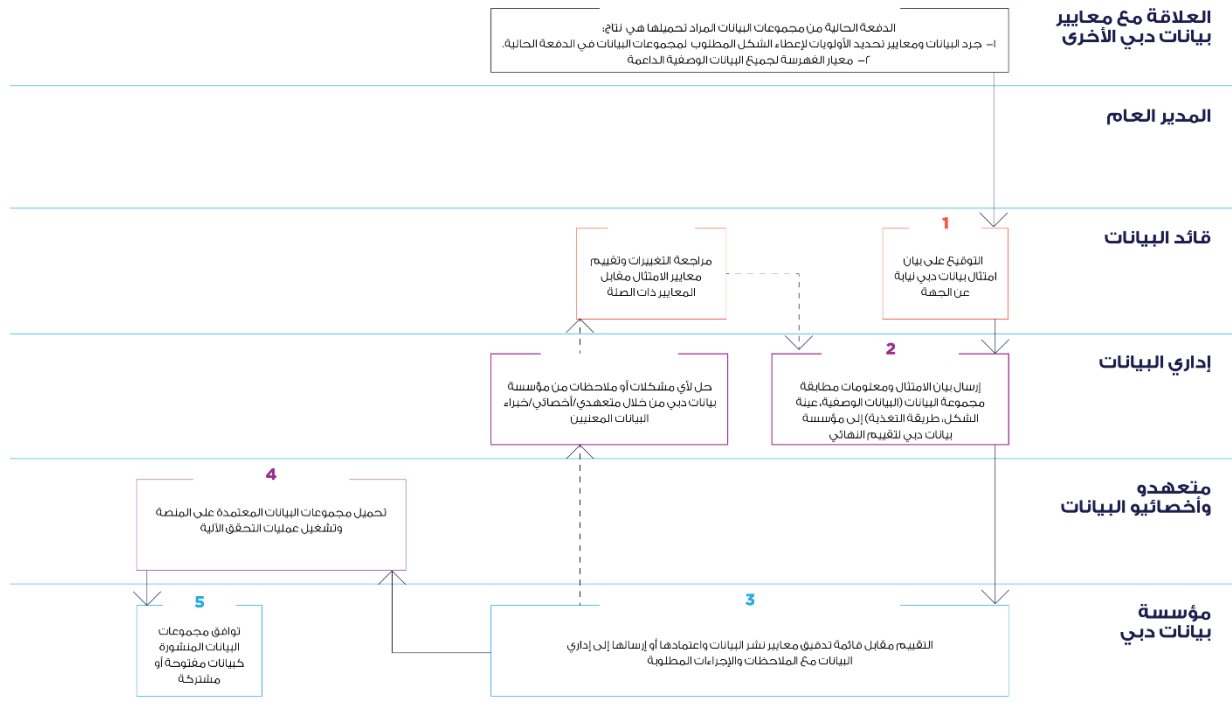 العلاقة مع معايير
بيانات دبي الأخرى
الدفعة الحالية من مجموعات البيانات المراد تحميلها هي نتاج:
١- جرد البيانات ومعايير تحديد الأولويات لإعطاء الشكل المطلوب لمجموعات البيانات في الدفعة الحالية.
٢- معيار الفهرسة لجميع البيانات الوصفية الداعمة
المدير العام
قائد البيانات
1
التوقيع على بيان
امتثال بيانات دبي نيابة
عن الجهة
مراجعة التغييرات وتقييم
معايير الامتثال مقابل
المعايير ذات الصلة
إداري البيانات
2
إرسال بيان الامتثال ومعلومات مطابقة
مجموعة البيانات (البيانات الوصفية، عينة
الشكل، طريقة التغذية) إلى مؤسسة
بيانات دبي لتقييم النهائي
حل لأي مشكلات أو ملاحظات من مؤسسة
بيانات دبي من خلال متعهدي/أخصائي/خبراء
البيانات المعنيين
متعهدو
وأخصائيو البيانات
4
تحميل مجموعات البيانات المعتمدة على المنصة
وتشغيل عمليات التحقق الآلية
مؤسسة
بيانات دبي
3
التقييم مقابل قائمة تدقيق معايير نشر البيانات واعتمادها أو إرسالها إلى إداري
البيانات مع الملاحظات والإجراءات المطلوبة
5
توافق مجموعات
البيانات المنشورة
كبيانات مفتوحة أو
مشتركة